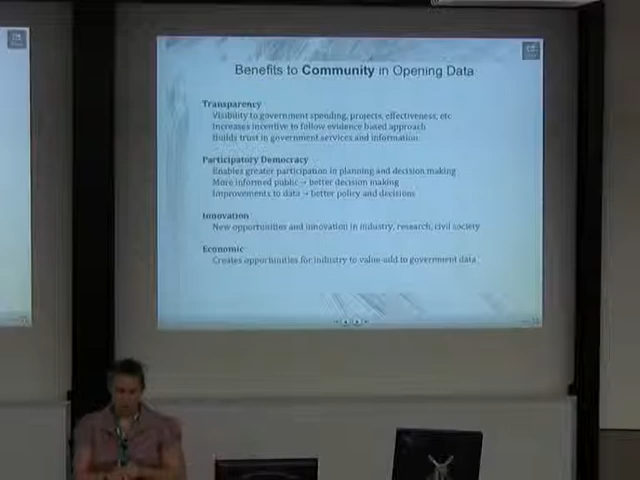 Benefits to Community in Opening Data
Transparency
Visibility to government spending, projects, effectiveness, etc
Increases incentive to follow evidence based approach
Builds trust in government services and information
Participatory Democracy
Enables greater participation in planning and decision making
More informed public → better decision making
Improvements to data → better policy and decisions
Innovation
New opportunities and innovation in industry, research, civil society
Economic
Creates opportunities for industry to value-add to government data